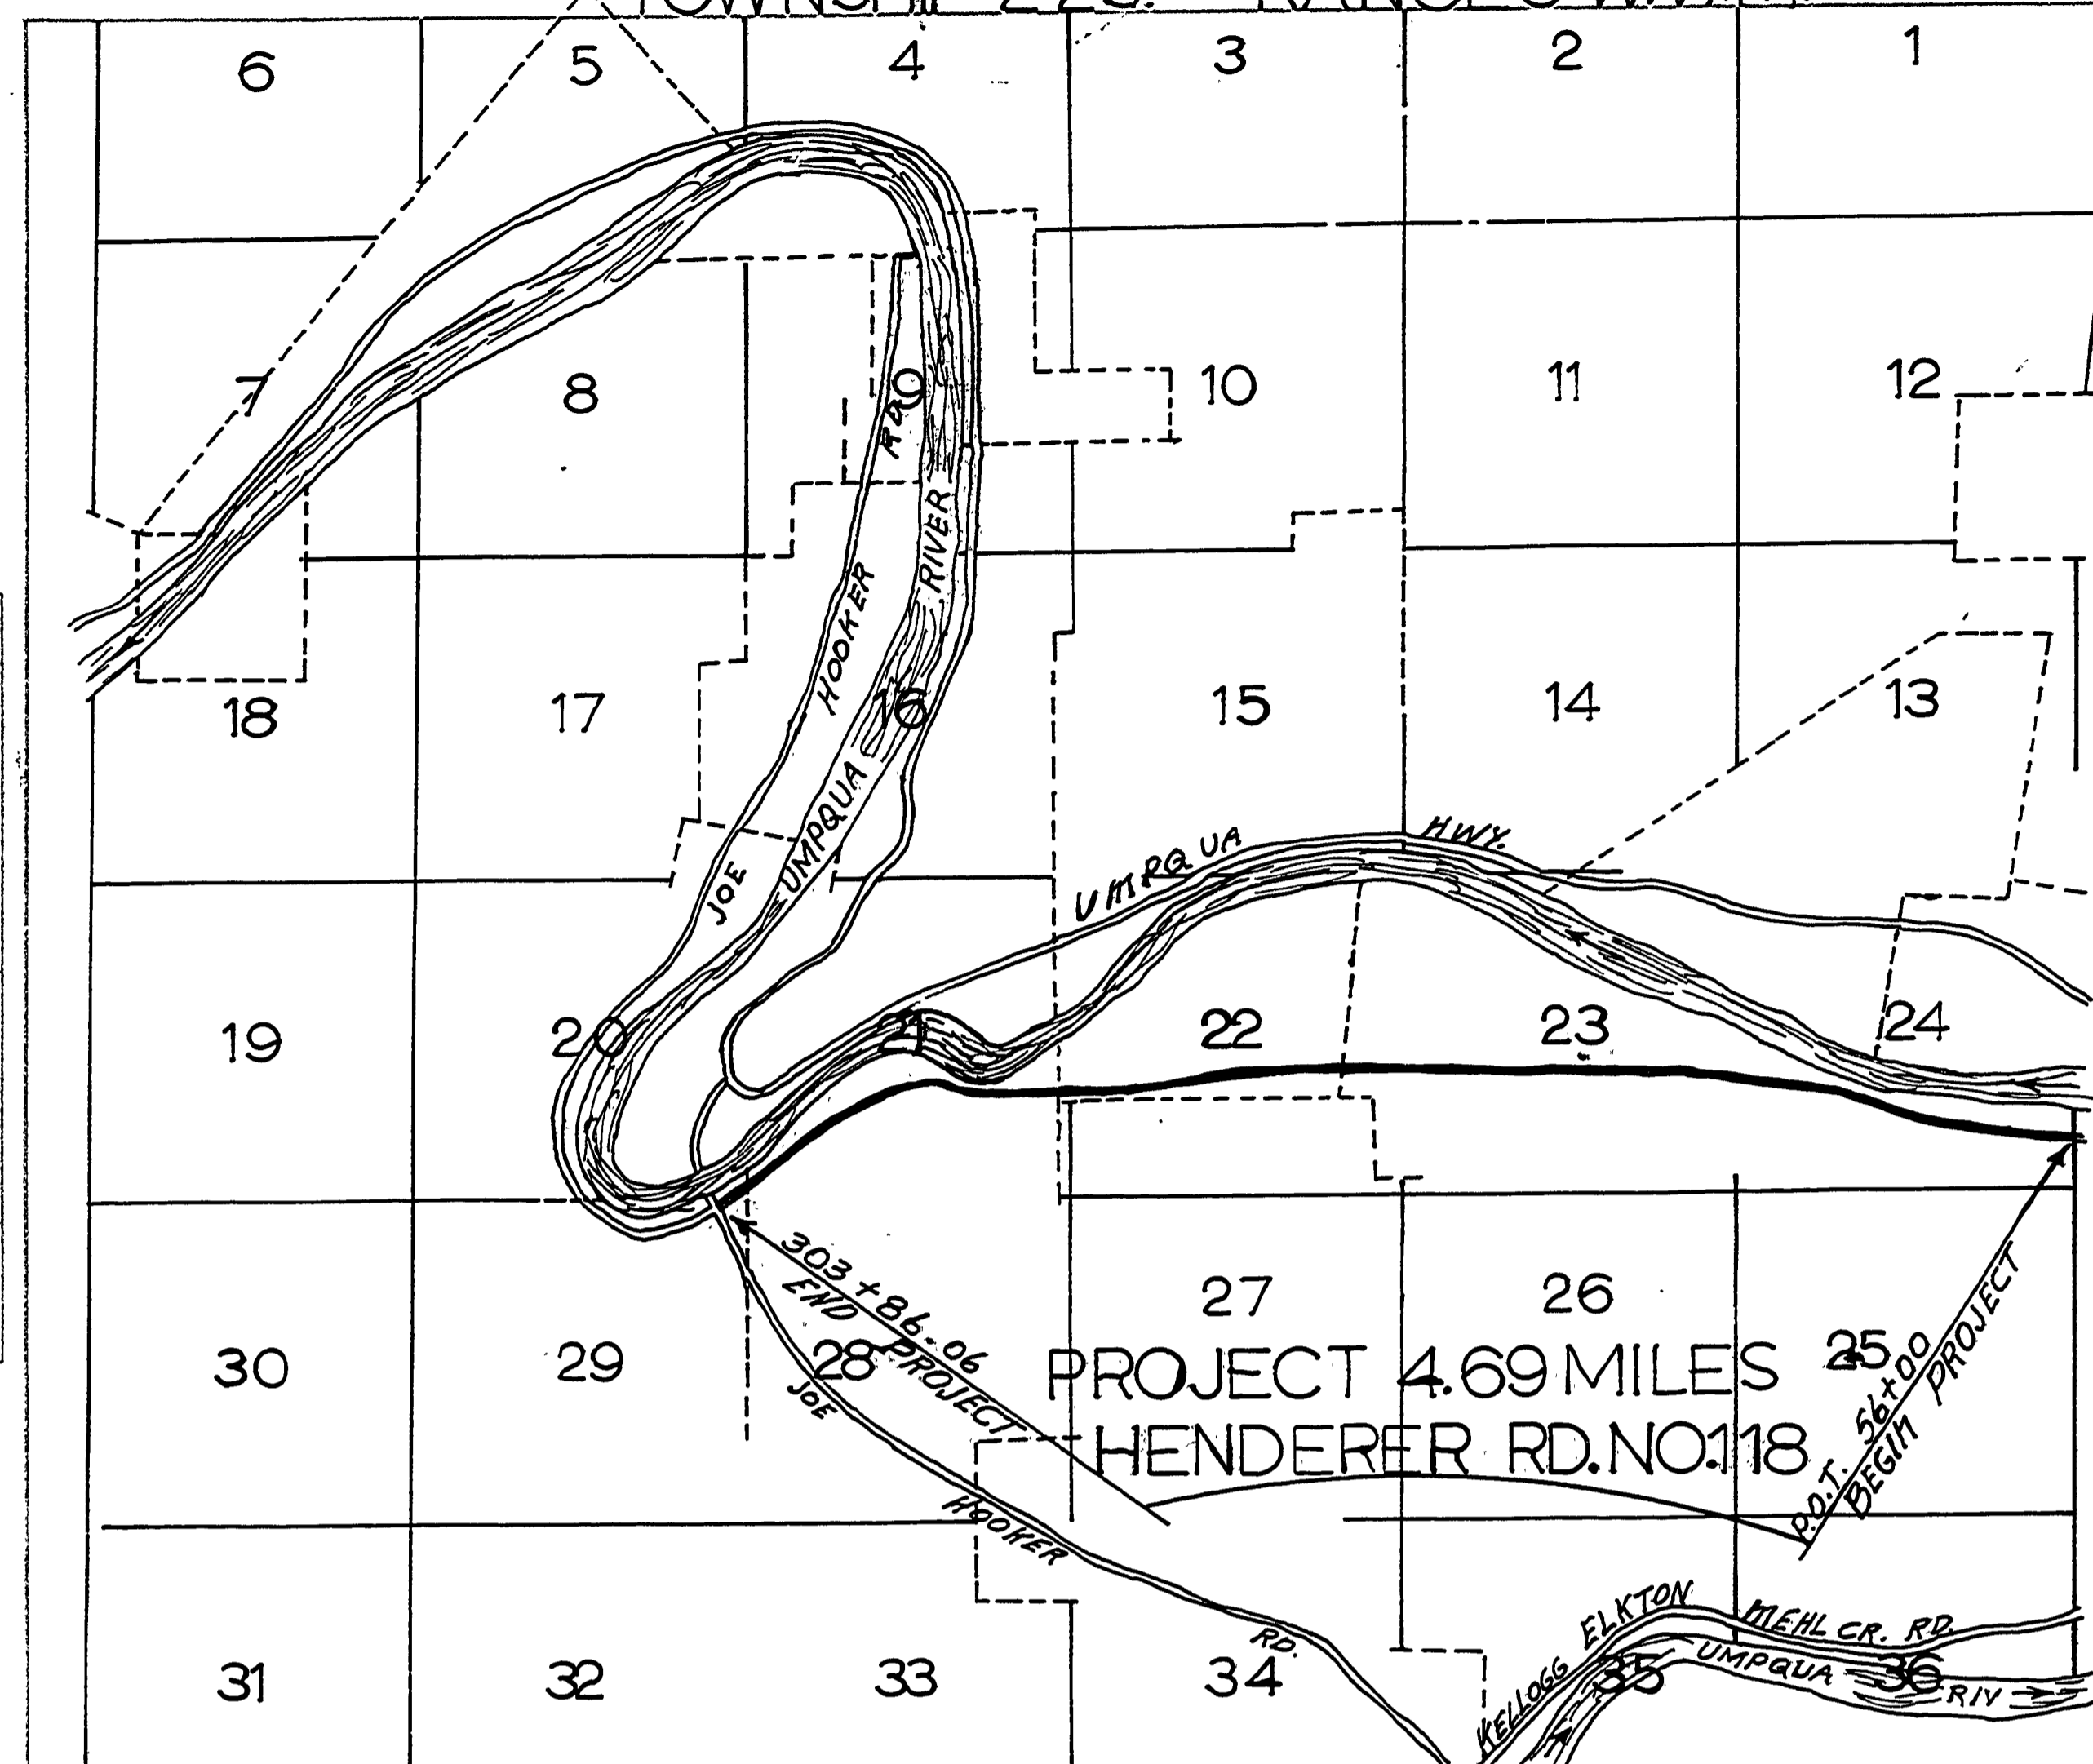 6 5 4 3 2 1
7 8 9 10 11 12
RD.
HOOKER
RIVER
18 17 16 15 14 13
JOE
UMPQUA
UMPQUA HWY.
19 20 21 22 23 24
303+86.06
END PROJECT
30 29 28 27 26 25
P.O.T. 56+00
BEGIN PROJECT
PROJECT 4.69 MILES
HENDERER RD. NO.118
JOE
HOOKER
RD.
KELLOGG ELKTON
MEHL CR. RD.
UMPQUA RIV
31 32 33 34 35 36